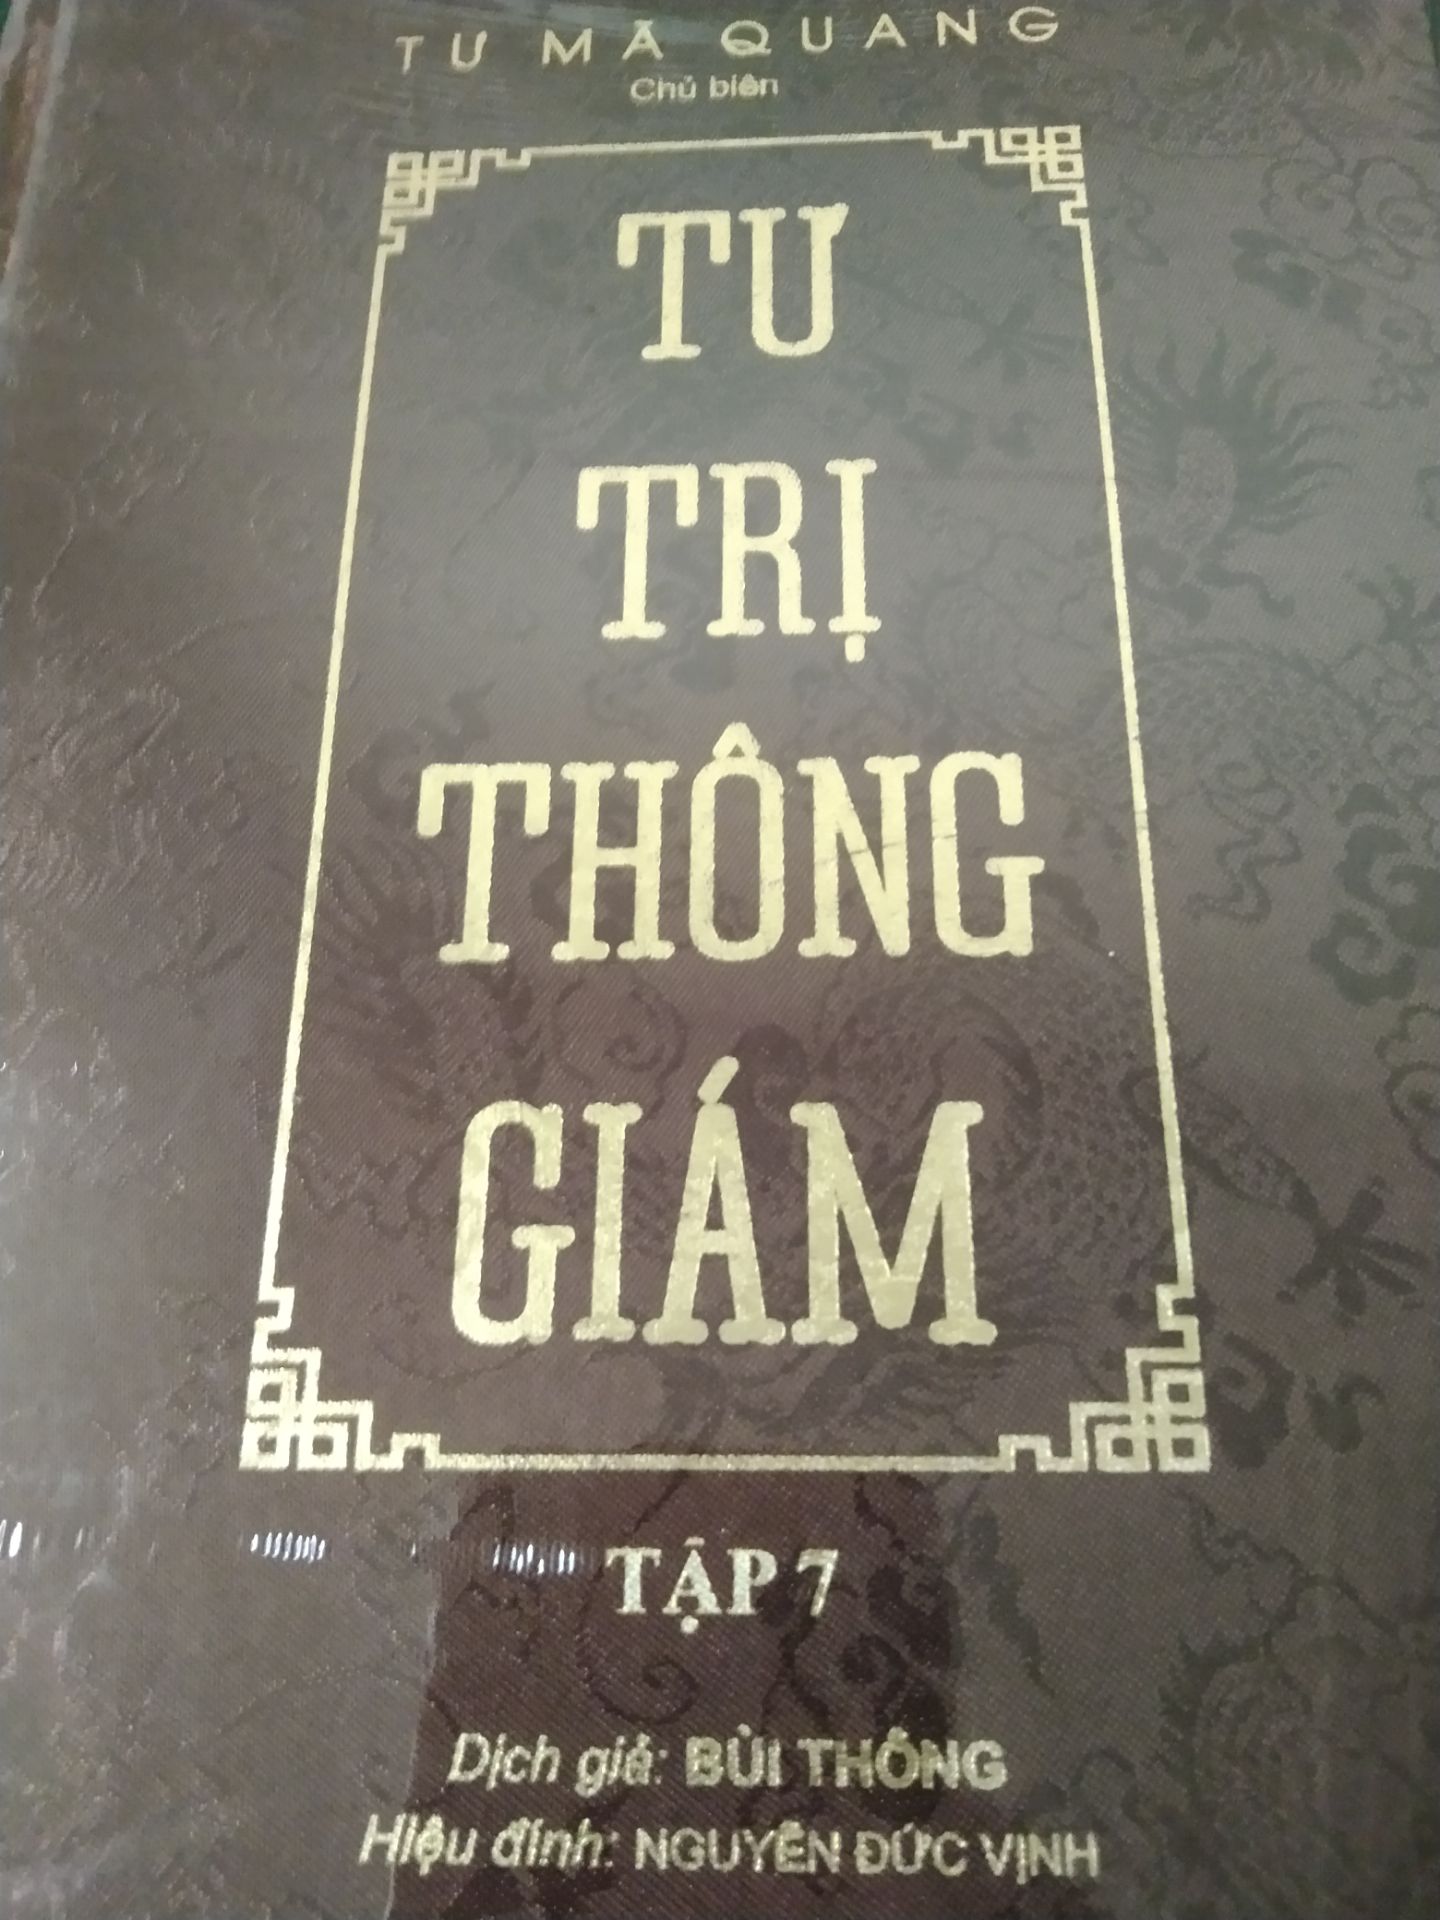 TƯ MÃ QUANG
Chủ biên
TƯ
TRỊ
THÔNG
GIÁM
TẬP 7
Dịch giả: BÙI THÔNG
Hiệu đính: NGUYỄN ĐỨC VỊNH